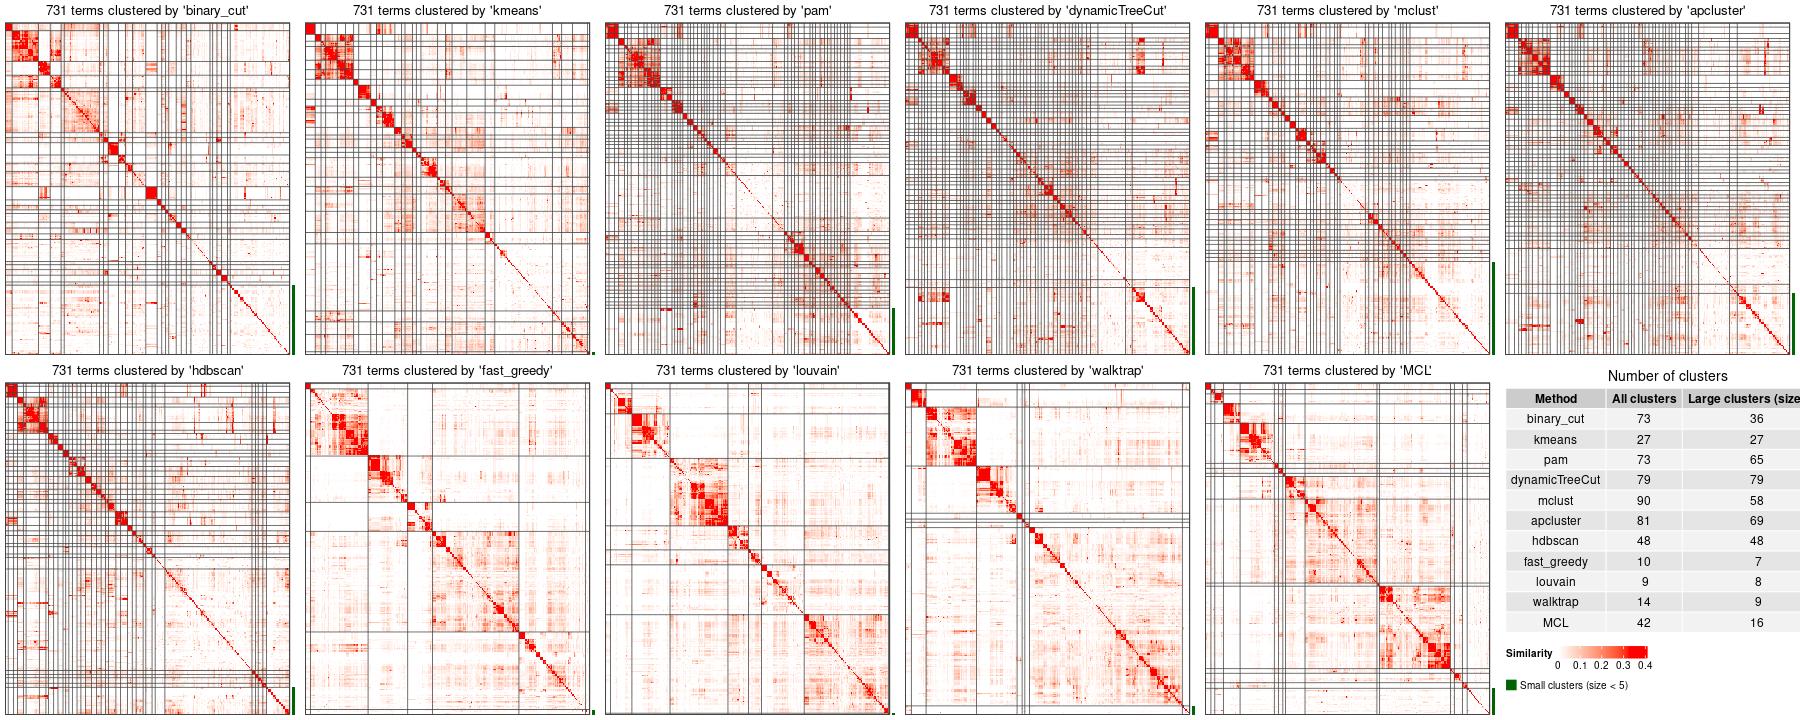 731 terms clustered by 'binary_cut'
731 terms clustered by 'kmeans'
731 terms clustered by 'pam'
731 terms clustered by 'dynamicTreeCut'
731 terms clustered by 'mclust'
731 terms clustered by 'apcluster'
731 terms clustered by 'hdbscan'
731 terms clustered by 'fast_greedy'
731 terms clustered by 'louvain'
731 terms clustered by 'walktrap'
731 terms clustered by 'MCL'
Number of clusters
Method All clusters Large clusters (size
binary_cut 73 36
kmeans 27 27
pam 73 65
dynamicTreeCut 79 79
mclust 90 58
apcluster 81 69
hdbscan 48 48
fast_greedy 10 7
louvain 9 8
walktrap 14 9
MCL 42 16
Similarity
0 0.1 0.2 0.3 0.4
Small clusters (size < 5)